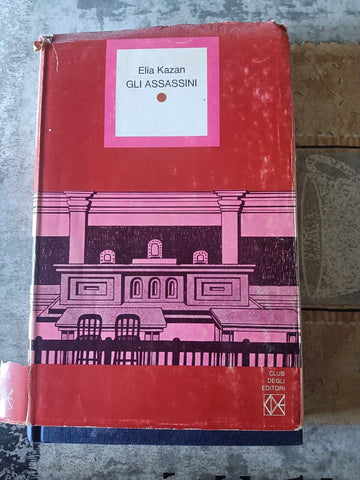 Elia Kazan
GLI ASSASSINI
CLUB
DEGLI
EDITORI